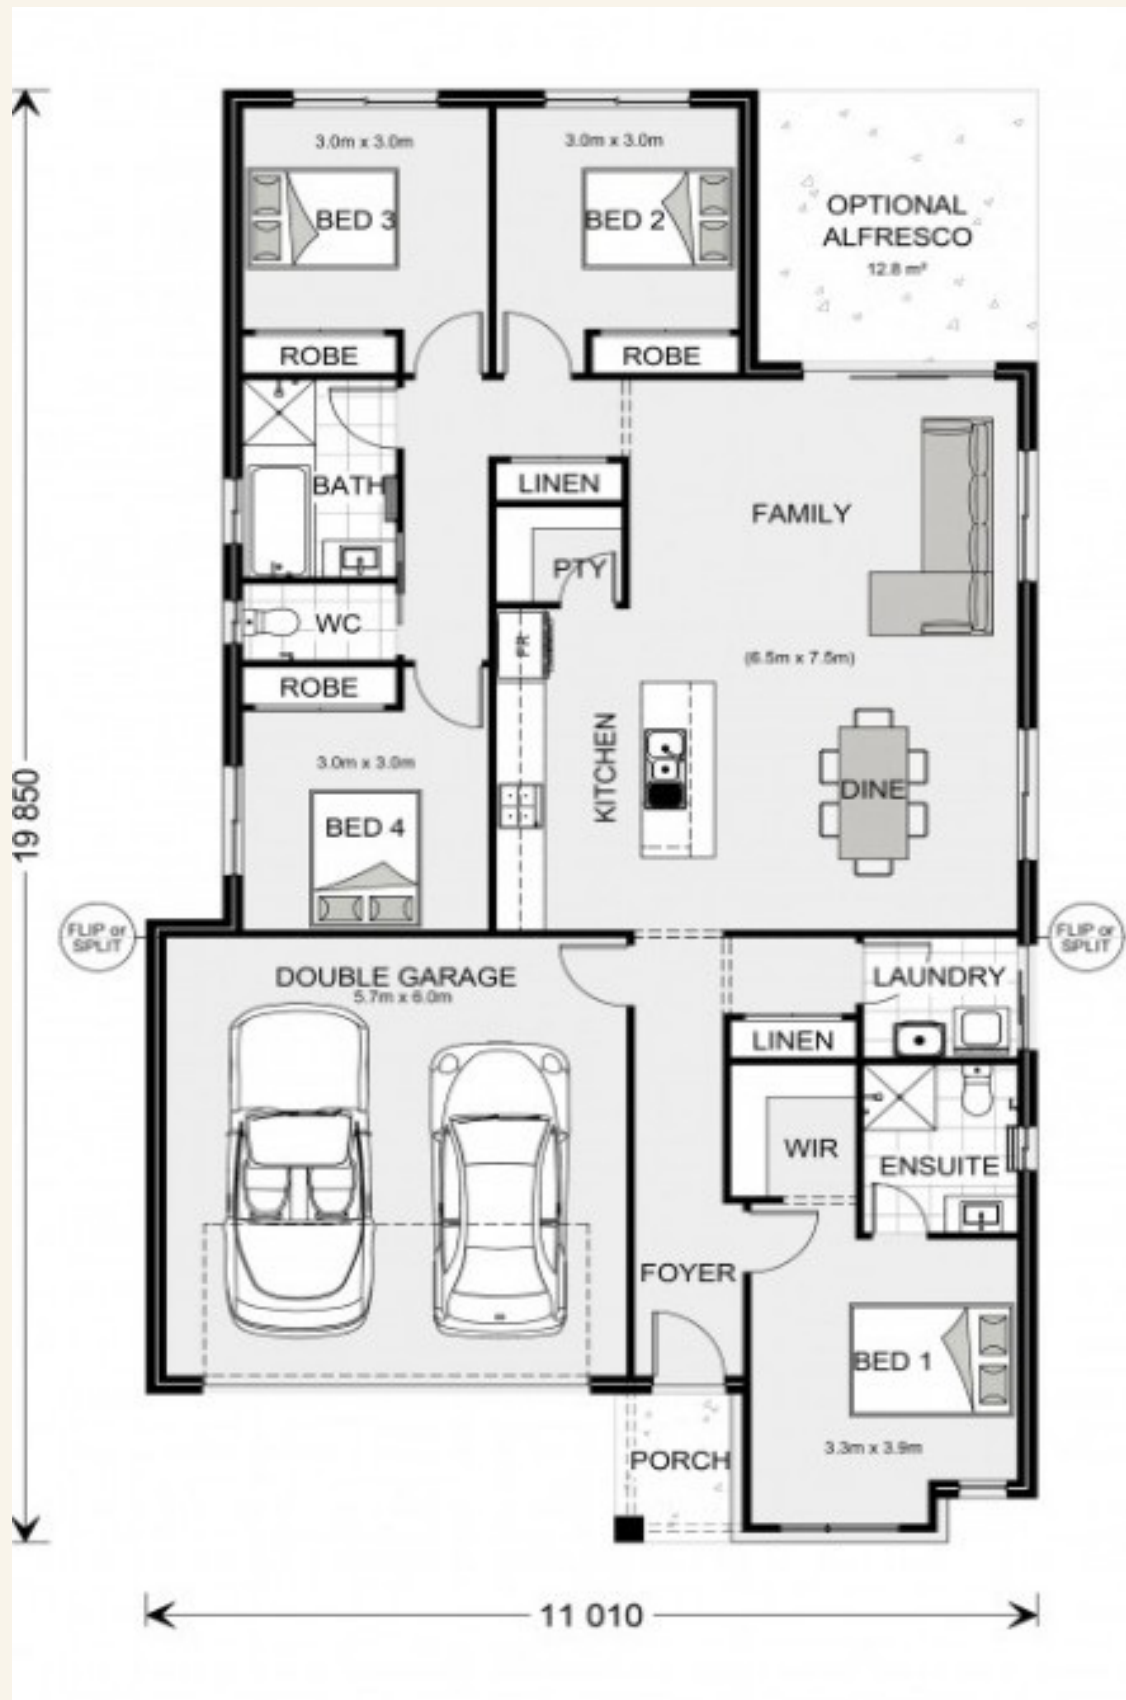 3.0m x 3.0m
3.0m x 3.0m
BED 3
BED 2
OPTIONAL
ALFRESCO
12.8 m²
ROBE
ROBE
BATH
LINEN
FAMILY
PTY
WC
FR
(6.5m x 7.5m)
ROBE
3.0m x 3.0m
KITCHEN
DINE
BED 4
19 850
FLIP or
SPLIT
FLIP or
SPLIT
DOUBLE GARAGE
5.7m x 6.0m
LAUNDRY
LINEN
WIR
ENSUITE
FOYER
BED 1
3.3m x 3.9m
PORCH
11 010